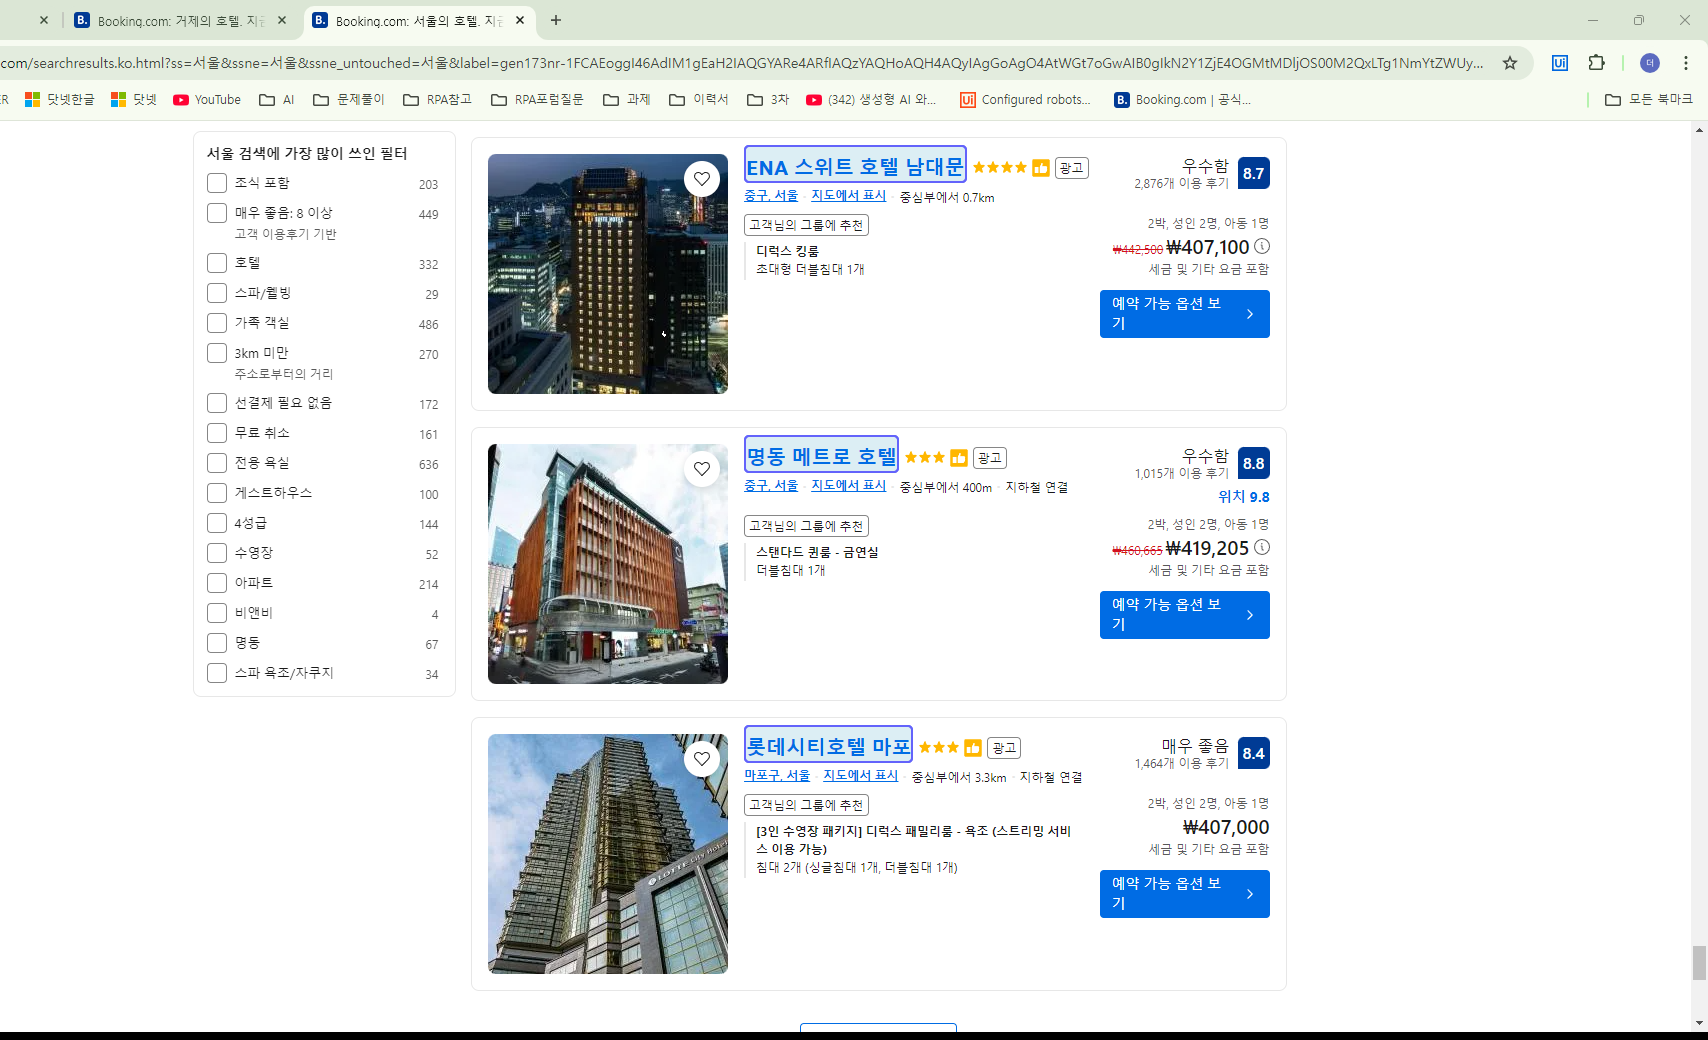 Booking.com: 거제의 호텔. 지금
Booking.com: 서울의 호텔. 지금
com/searchresults.ko.html?ss=서울&ssne=서울&ssne_untouched=서울&label=gen173nr-1FCAEoggI46AdIM1gEaH2IAQGYARe4ARfIAQzYAQHoAQH4AQyIAgGoAgO4AtWGt7oGwAIB0gIkN2Y1ZjE4OGMtMDljOS00M2QxLTg1NmYtZWUy...
R 닷넷한글 닷넷 YouTube AI 문제풀이 RPA참고 RPA포럼질문 과제 이력서 3차 (342) 생성형 AI 와... Configured robots... Booking.com | 공식... 모든 북마크
서울 검색에 가장 많이 쓰인 필터
조식 포함 203
매우 좋음: 8 이상 449
고객 이용후기 기반
호텔 332
스파/웰빙 29
가족 객실 486
3km 미만 270
주소로부터의 거리
선결제 필요 없음 172
무료 취소 161
전용 욕실 636
게스트하우스 100
4성급 144
수영장 52
아파트 214
비앤비 4
명동 67
스파 욕조/자쿠지 34
ENA 스위트 호텔 남대문 광고
중구, 서울 · 지도에서 표시 · 중심부에서 0.7km
고객님의 그룹에 추천
디럭스 킹룸
초대형 더블침대 1개
우수함 8.7
2,876개 이용 후기
2박, 성인 2명, 아동 1명
₩442,500 ₩407,100
세금 및 기타 요금 포함
예약 가능 옵션 보
기
명동 메트로 호텔 광고
중구, 서울 · 지도에서 표시 · 중심부에서 400m · 지하철 연결
고객님의 그룹에 추천
스탠다드 퀸룸 - 금연실
더블침대 1개
우수함 8.8
1,015개 이용 후기
위치 9.8
2박, 성인 2명, 아동 1명
₩460,665 ₩419,205
세금 및 기타 요금 포함
예약 가능 옵션 보
기
LOTTE City Hotel
롯데시티호텔 마포 광고
마포구, 서울 · 지도에서 표시 · 중심부에서 3.3km · 지하철 연결
고객님의 그룹에 추천
[3인 수영장 패키지] 디럭스 패밀리룸 - 욕조 (스트리밍 서비
스 이용 가능)
침대 2개 (싱글침대 1개, 더블침대 1개)
매우 좋음 8.4
1,464개 이용 후기
2박, 성인 2명, 아동 1명
₩407,000
세금 및 기타 요금 포함
예약 가능 옵션 보
기